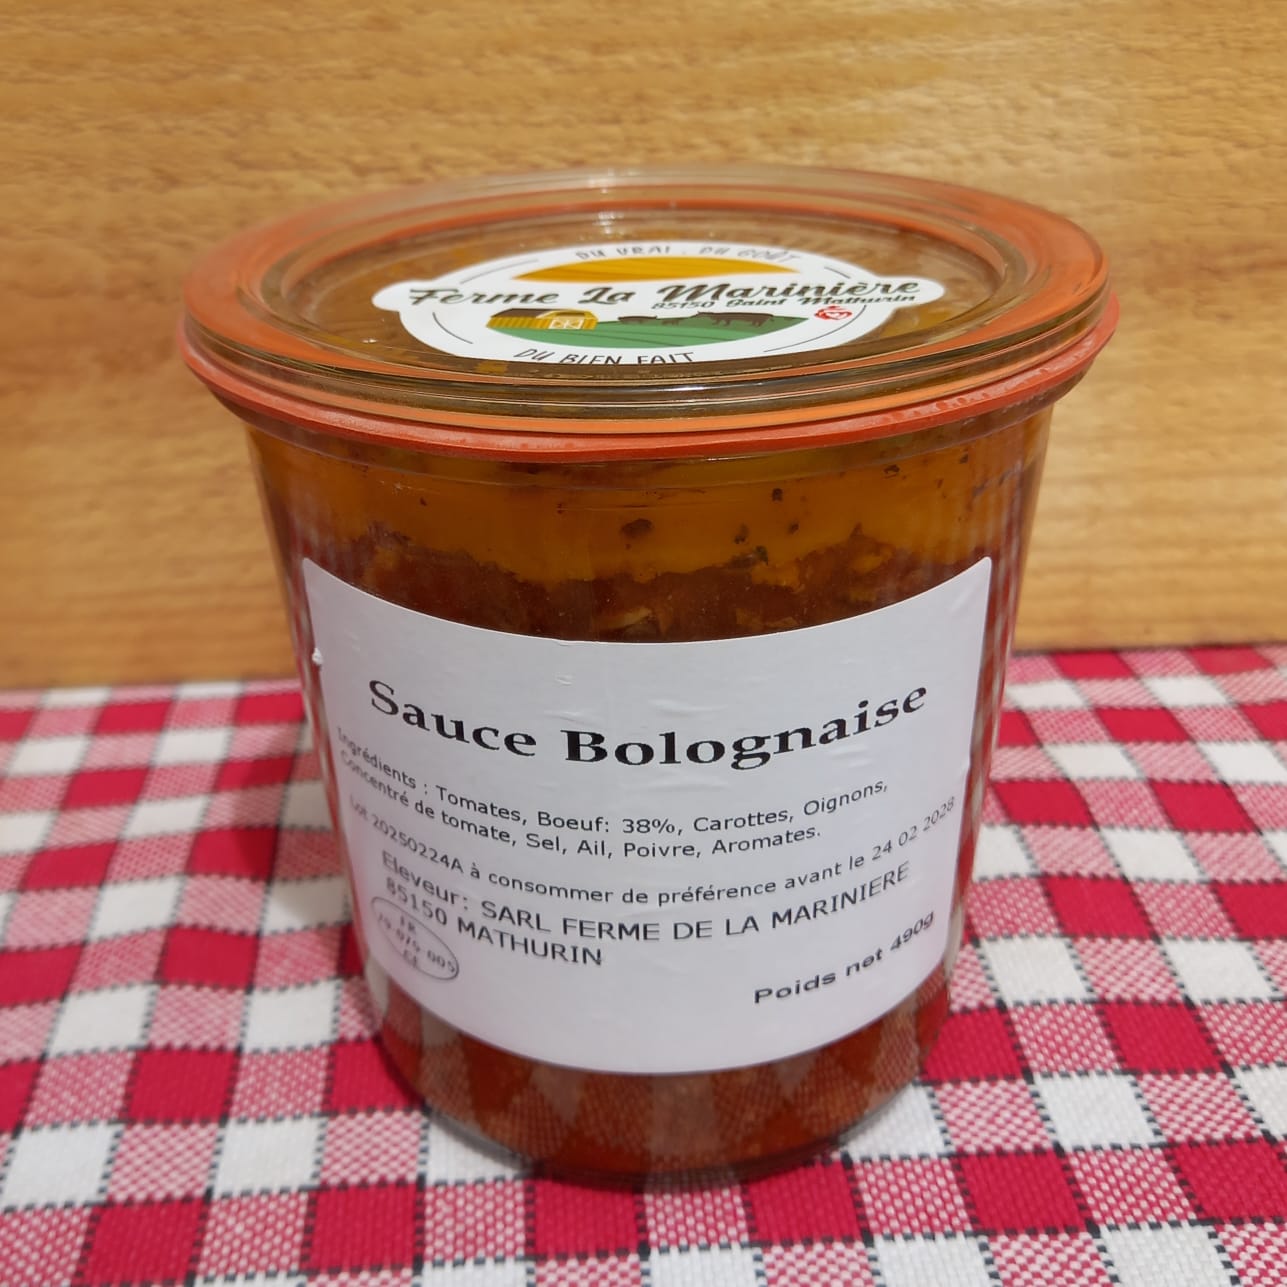 DU VRAI . DU GOÛT
Ferme La Marinière
85150 Saint Mathurin
DU BIEN FAIT
Sauce Bolognaise
Ingrédients : Tomates, Boeuf: 38%, Carottes, Oignons,
Concentré de tomate, Sel, Ail, Poivre, Aromates.
Lot 20250224A à consommer de préférence avant le 24 02 2028
Eleveur: SARL FERME DE LA MARINIERE
85150 MATHURIN
FR
CE
Poids net 490g